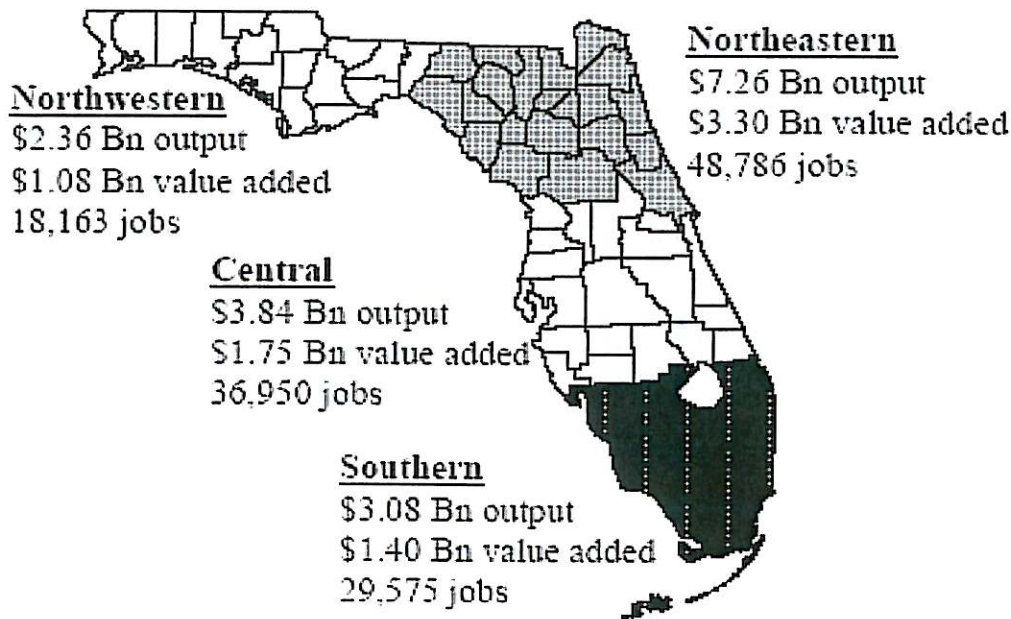 Northeastern
$7.26 Bn output
$3.30 Bn value added
48,786 jobs
Northwestern
$2.36 Bn output
$1.08 Bn value added
18,163 jobs
Central
$3.84 Bn output
$1.75 Bn value added
36,950 jobs
Southern
$3.08 Bn output
$1.40 Bn value added
29,575 jobs